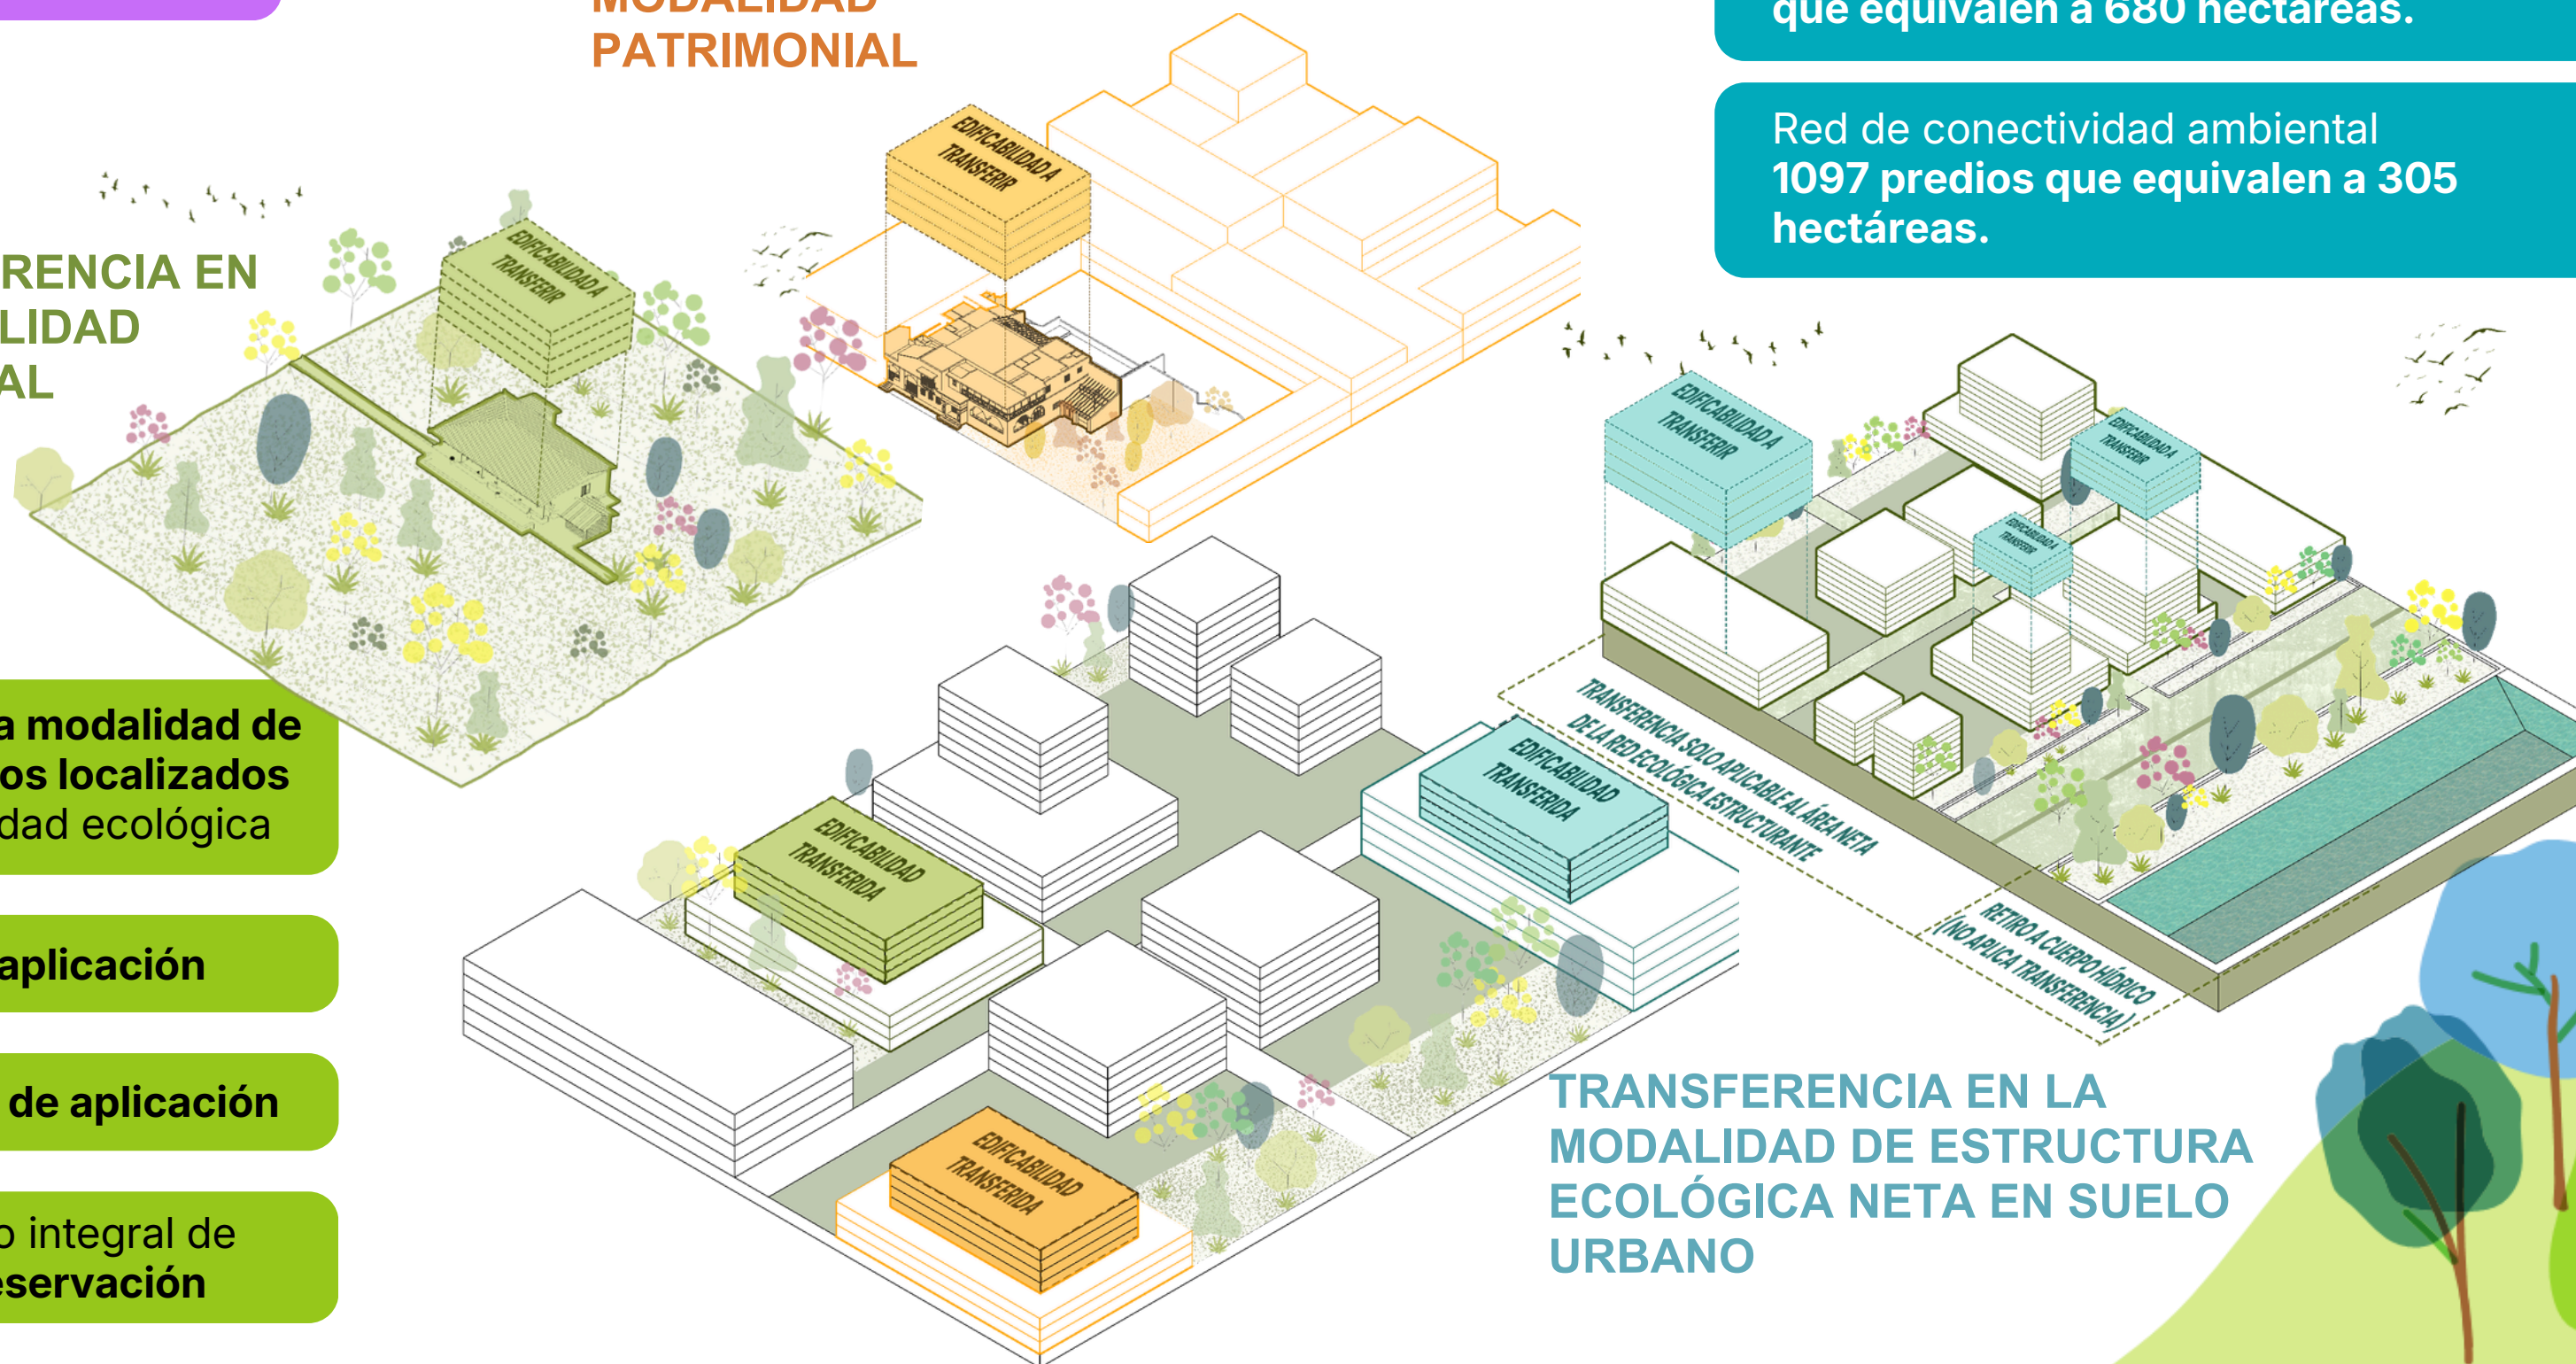 MODALIDAD
PATRIMONIAL
que equivalen a 680 hectáreas.
Red de conectividad ambiental
1097 predios que equivalen a 305
hectáreas.
RENCIA EN
LIDAD
AL
EDIFICABILIDAD A
TRANSFERIR
EDIFICABILIDAD A
TRANSFERIR
EDIFICABILIDAD A
TRANSFERIR
EDIFICABILIDAD A
TRANSFERIR
EDIFICABILIDAD A
TRANSFERIR
a modalidad de
os localizados
dad ecológica
aplicación
de aplicación
o integral de
servación
EDIFICABILIDAD
TRANSFERIDA
EDIFICABILIDAD
TRANSFERIDA
EDIFICABILIDAD
TRANSFERIDA
TRANSFERENCIA SOLO APLICABLE AL ÁREA NETA
DE LA RED ECOLÓGICA ESTRUCTURANTE
RETIRO A CUERPO HÍDRICO
(NO APLICA TRANSFERENCIA)
TRANSFERENCIA EN LA
MODALIDAD DE ESTRUCTURA
ECOLÓGICA NETA EN SUELO
URBANO